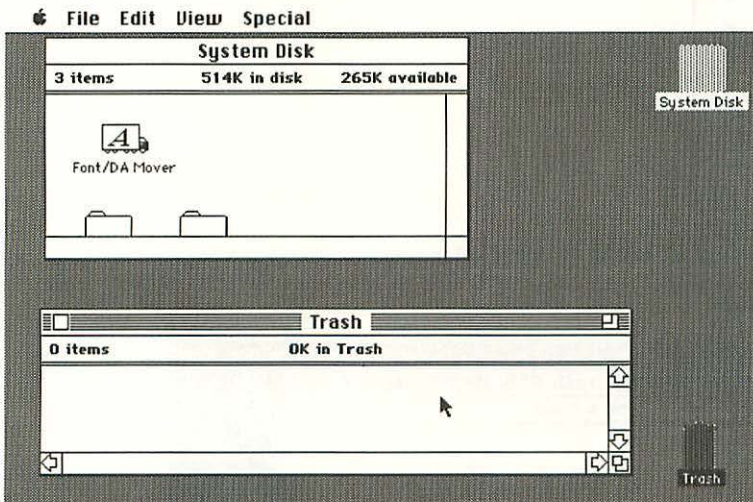 File Edit View Special
System Disk
3 items 514K in disk 265K available
System Disk
A
Font/DA Mover
Trash
0 items 0K in Trash
Trash